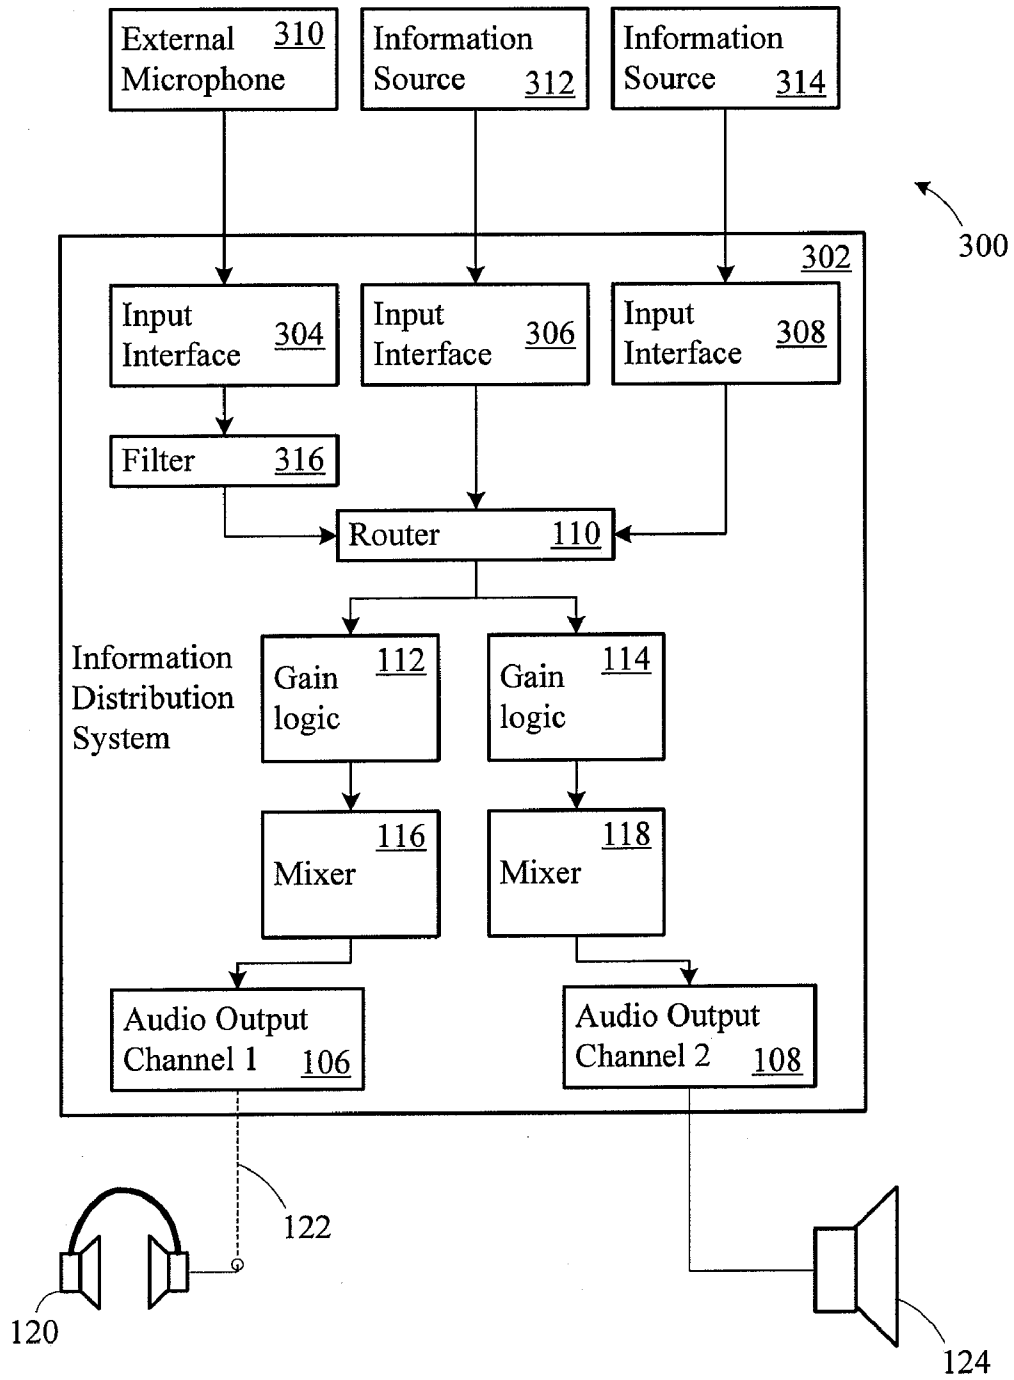 External 310
Microphone
Information
Source 312
Information
Source 314
300
302
Input
Interface 304
Input
Interface 306
Input
Interface 308
Filter 316
Router 110
Information
Distribution
System
112
Gain
logic
114
Gain
logic
116
Mixer
118
Mixer
Audio Output
Channel 1 106
Audio Output
Channel 2 108
122
120
124